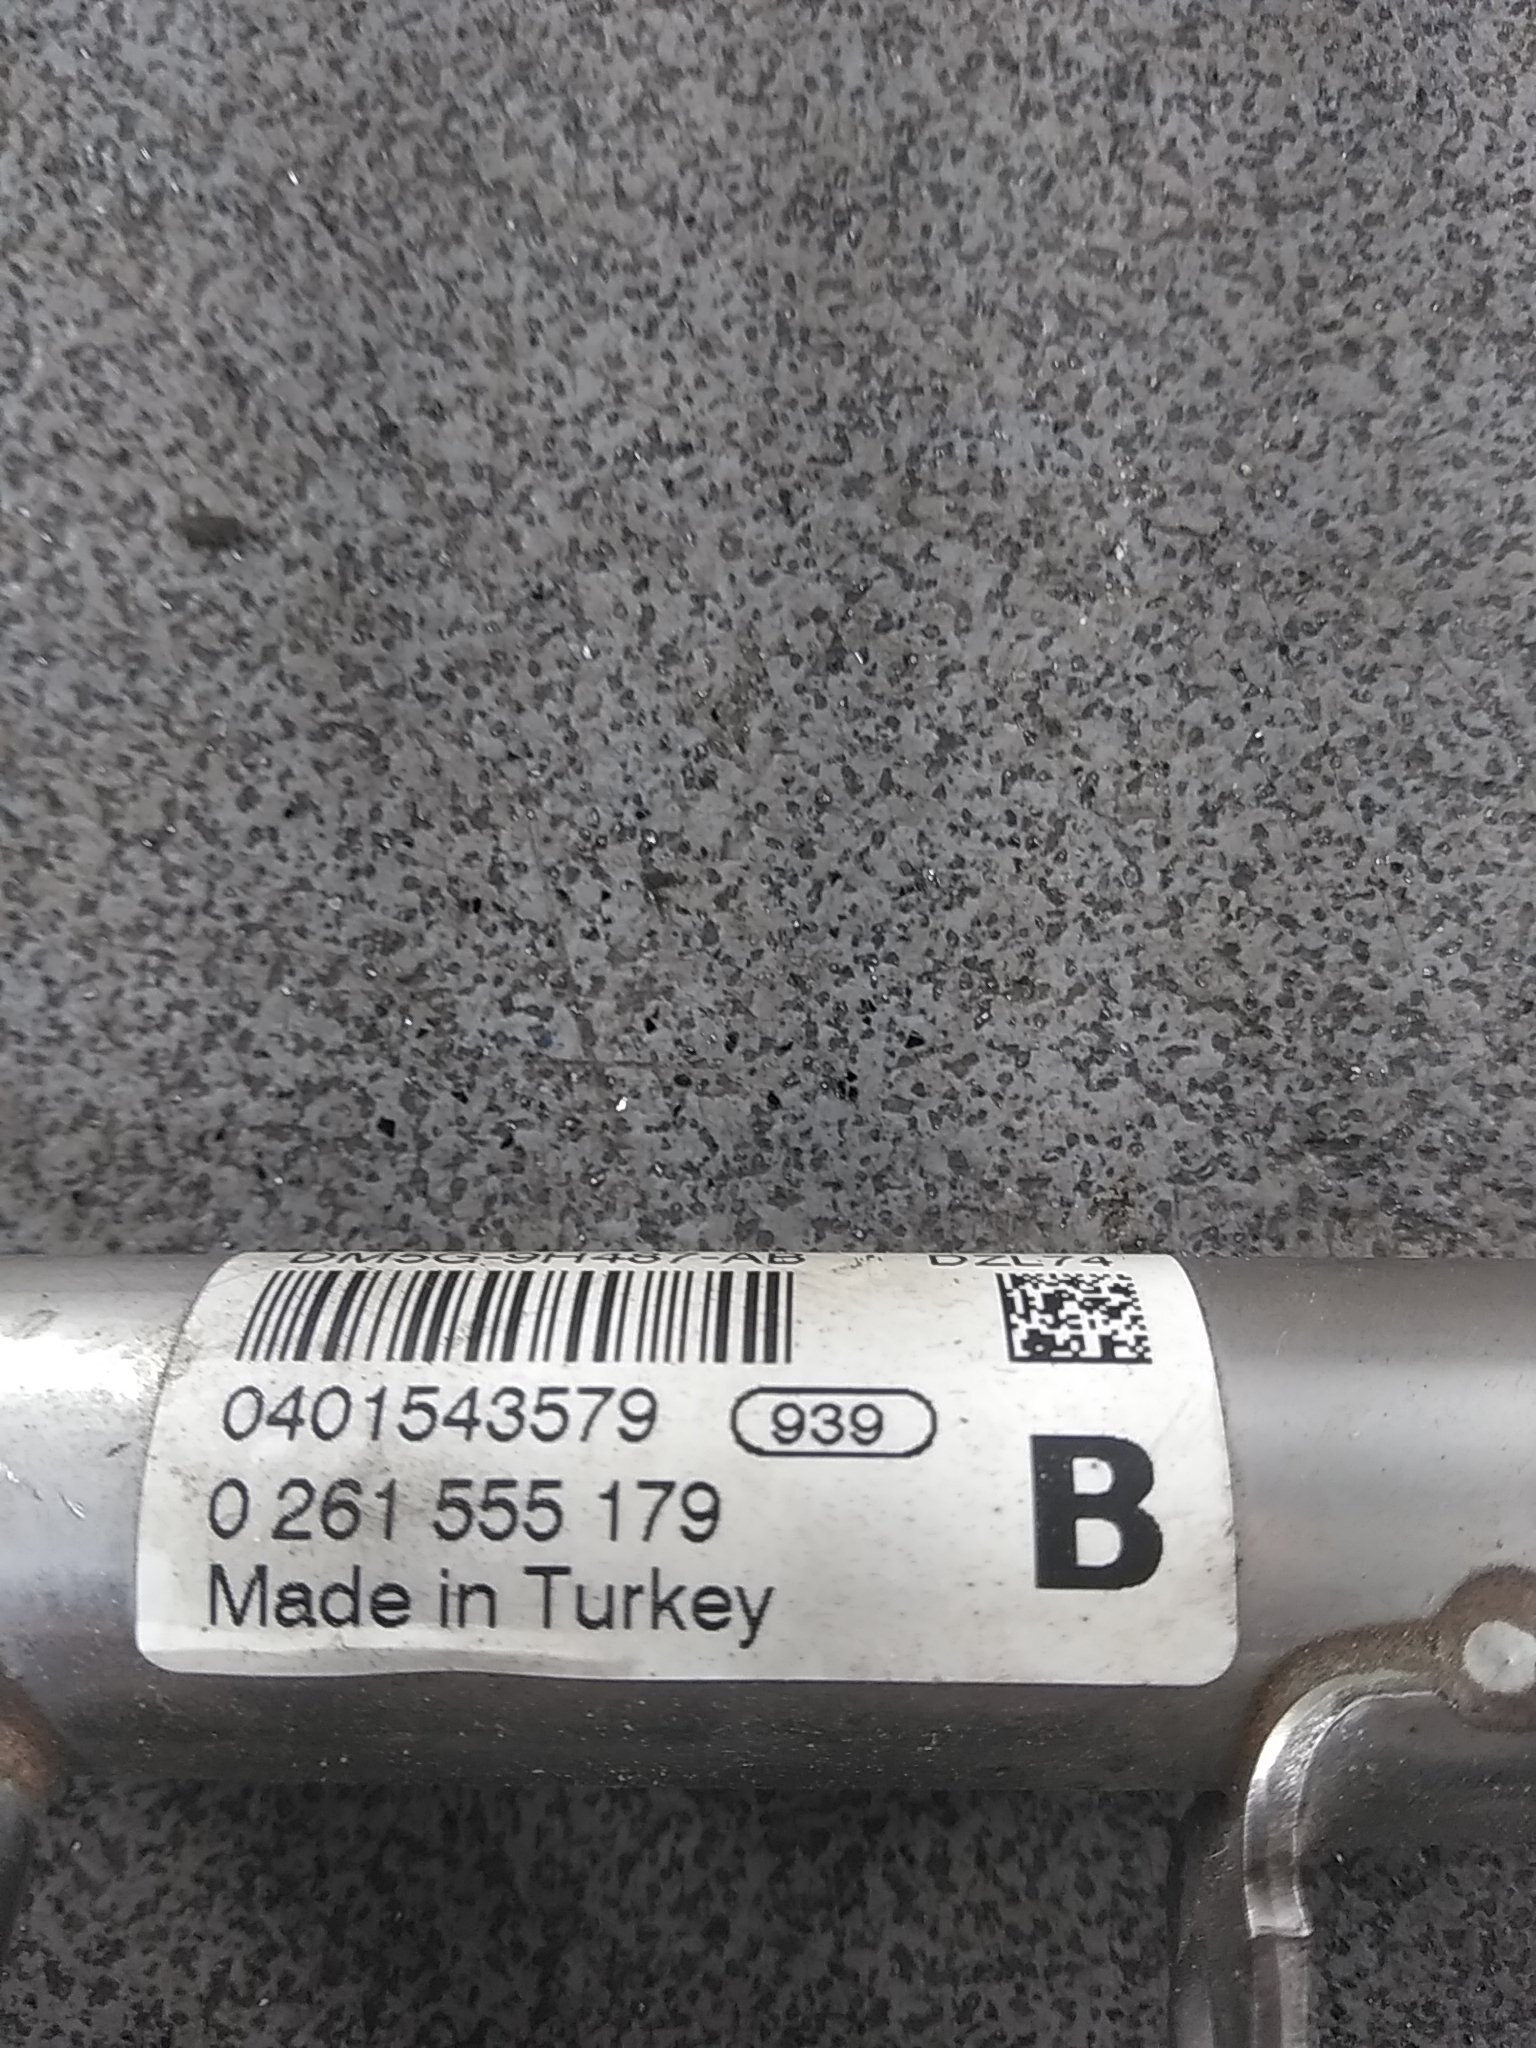 DM5G-9H487-AB DZL74
0401543579 939
0 261 555 179 B
Made in Turkey